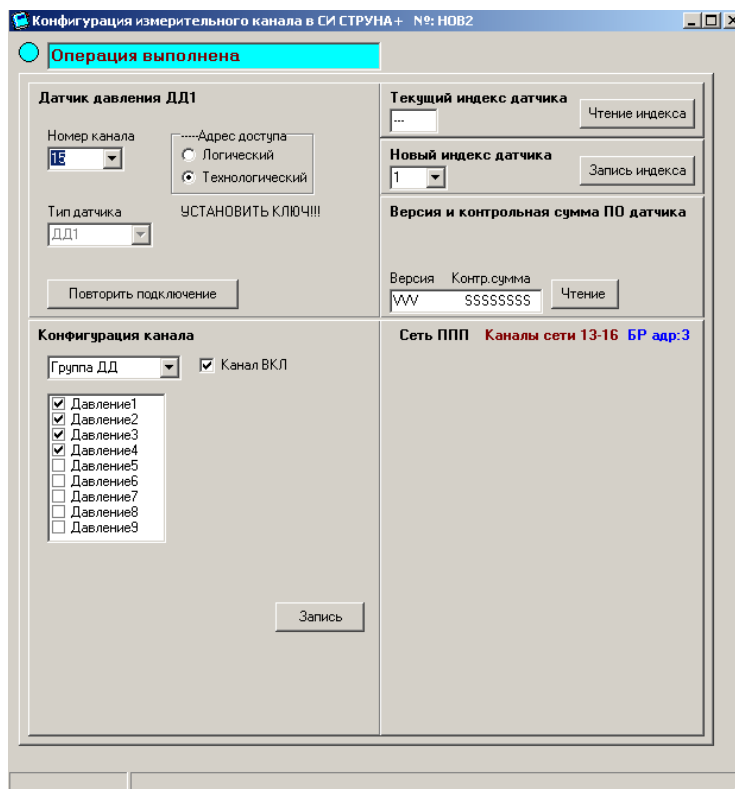 Конфигурация измерительного канала в СИ СТРУНА+ №: НОВ2
Операция выполнена
Датчик давления ДД1
Номер канала
15
-----Адрес доступа
Логический
Технологический
Тип датчика
ДД1
УСТАНОВИТЬ КЛЮЧ!!!
Повторить подключение
Текущий индекс датчика
---
Чтение индекса
Новый индекс датчика
1
Запись индекса
Версия и контрольная сумма ПО датчика
Версия Контр.сумма
VVV SSSSSSSS
Чтение
Конфигурация канала
Группа ДД
Канал ВКЛ
Давление1
Давление2
Давление3
Давление4
Давление5
Давление6
Давление7
Давление8
Давление9
Запись
Сеть ППП Каналы сети 13-16 БР адр:3